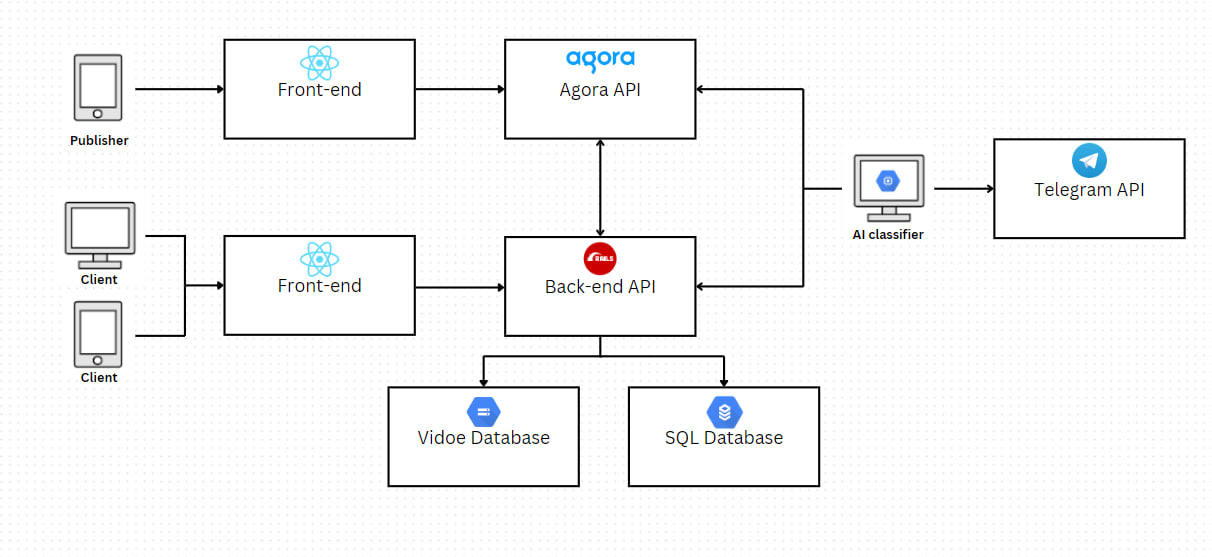 agora
Front-end
Agora API
Publisher
Telegram API
AI classifier
Client
RAILS
Front-end
Back-end API
Client
Vidoe Database
SQL Database